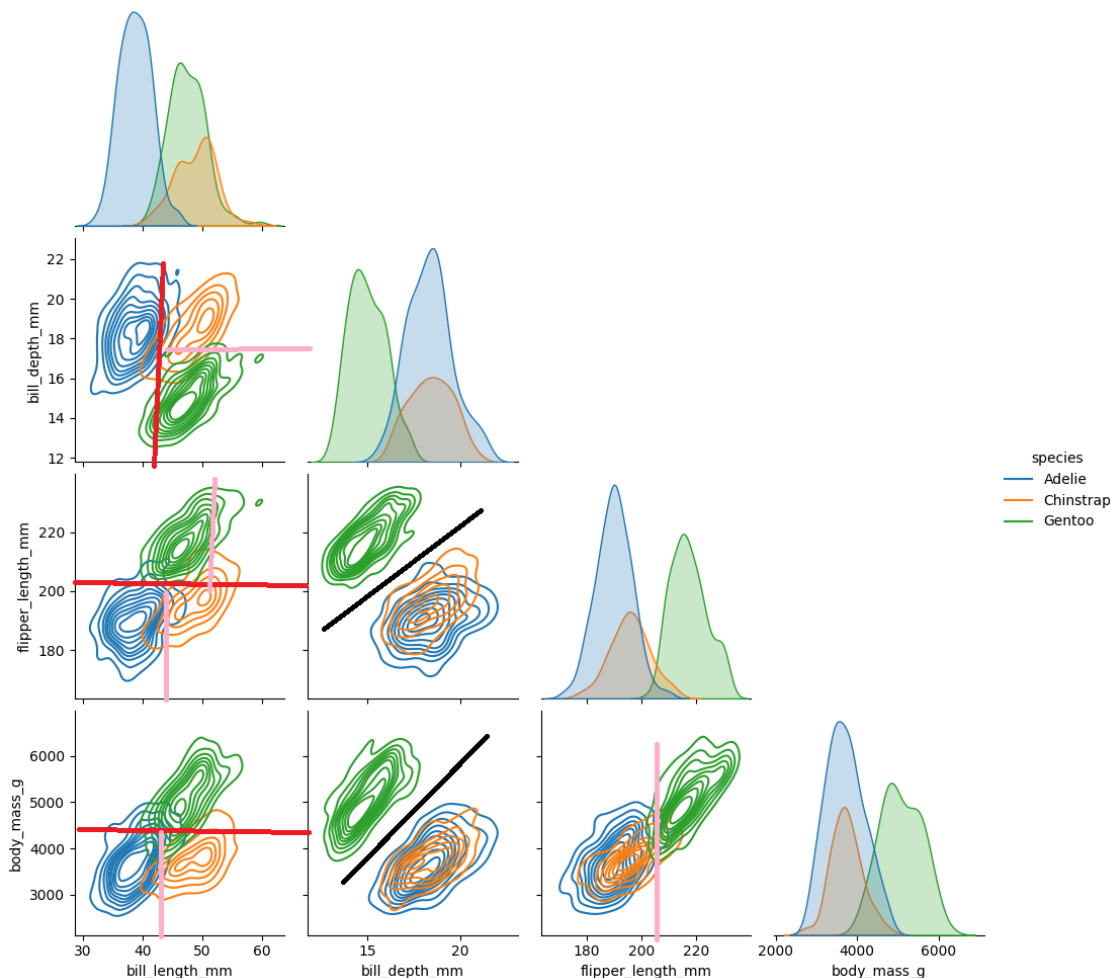 22
20
18
16
14
12
bill_depth_mm
220
200
180
flipper_length_mm
species
Adelie
Chinstrap
Gentoo
6000
5000
4000
3000
body_mass_g
30 40 50 60
bill_length_mm
15 20
bill_depth_mm
180 200 220
flipper_length_mm
2000 4000 6000
body_mass_g